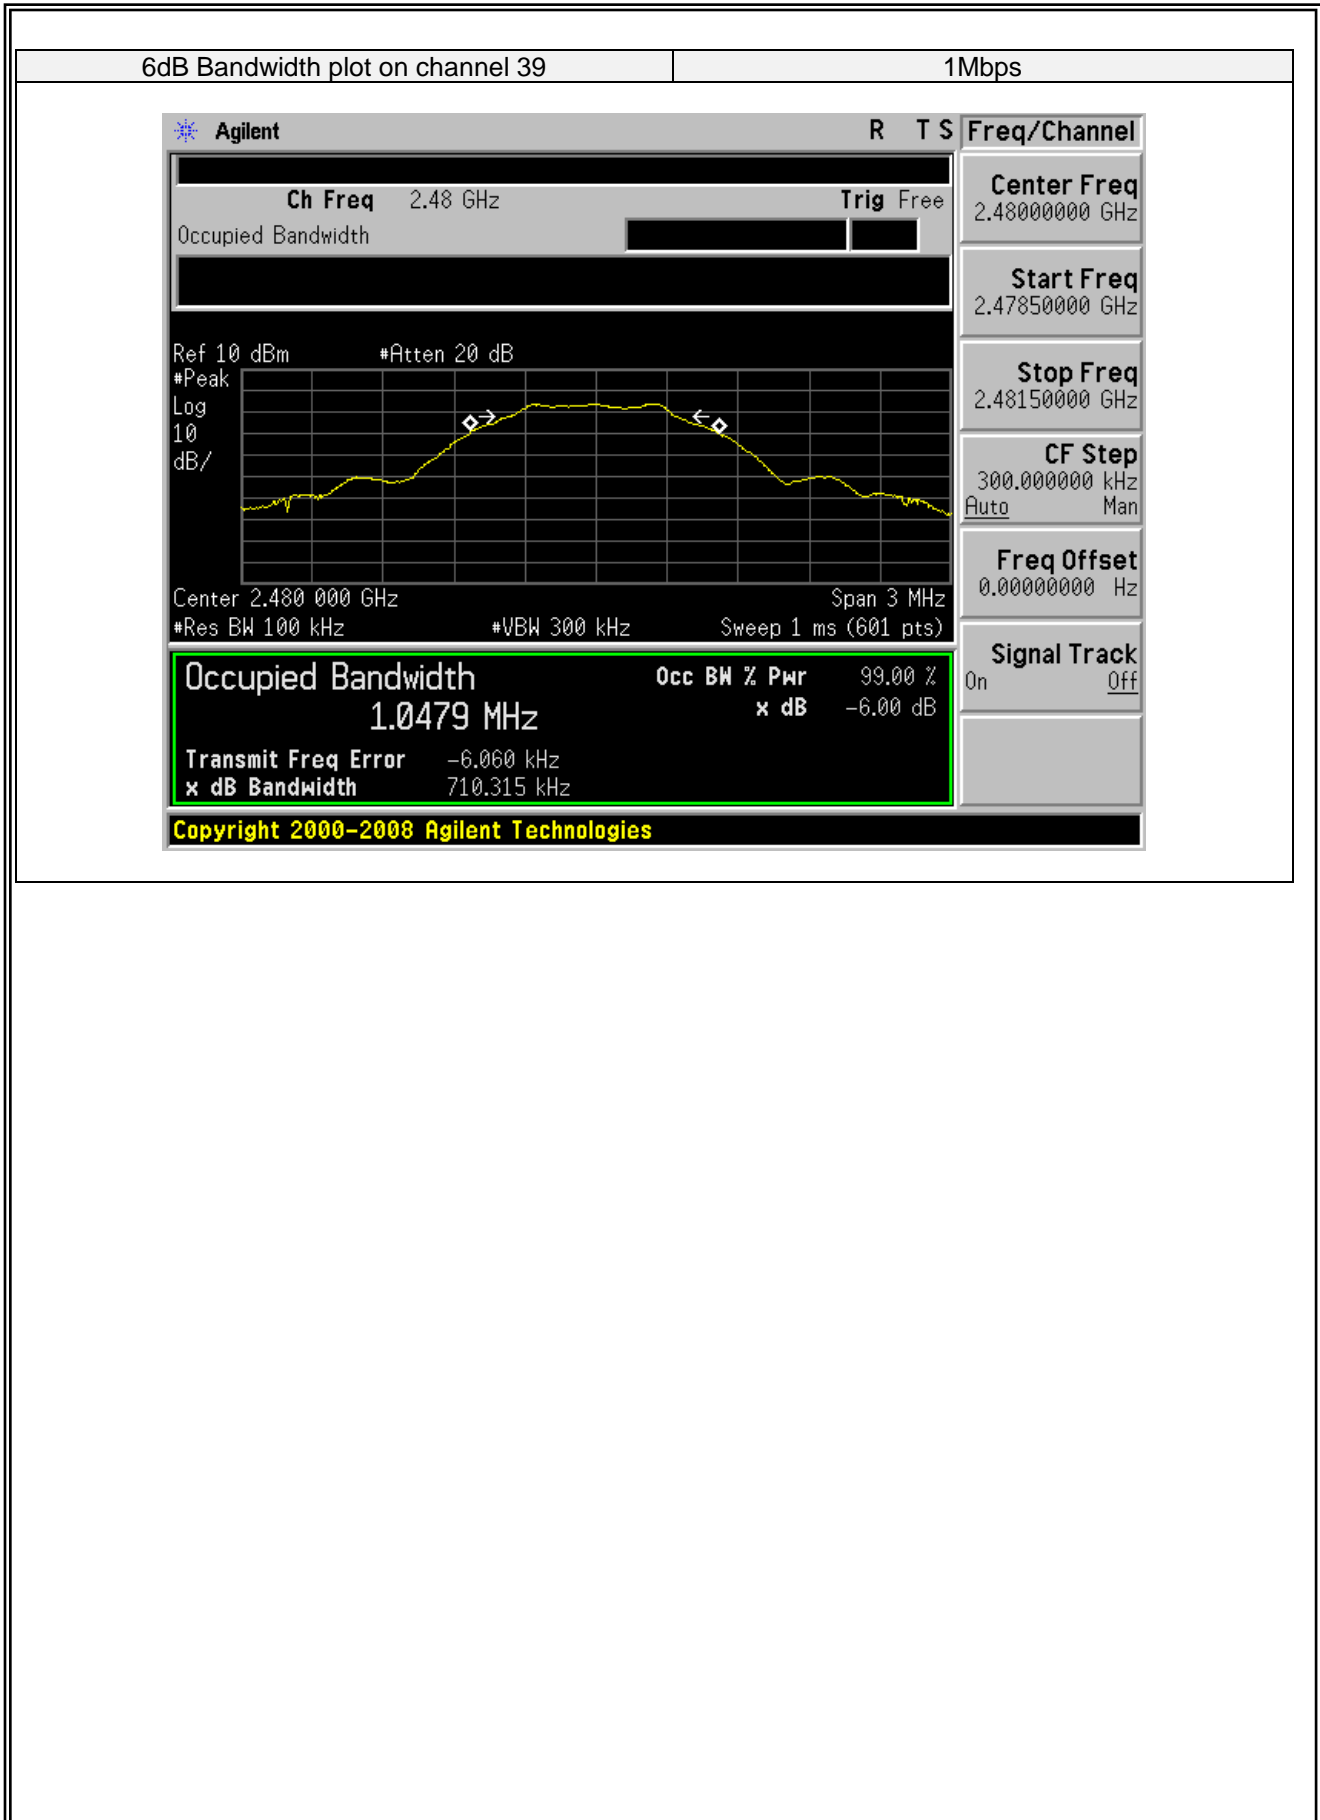 6dB Bandwidth plot on channel 39 1Mbps
Agilent R T S Freq/Channel
Ch Freq 2.48 GHz Trig Free
Occupied Bandwidth
Center Freq
2.48000000 GHz
Start Freq
2.47850000 GHz
Stop Freq
2.48150000 GHz
CF Step
300.000000 kHz
Auto Man
Freq Offset
0.00000000 Hz
Signal Track
On Off
Ref 10 dBm #Atten 20 dB
#Peak
Log
10
dB/
Center 2.480 000 GHz Span 3 MHz
#Res BW 100 kHz #VBW 300 kHz Sweep 1 ms (601 pts)
Occupied Bandwidth Occ BW % Pwr 99.00 %
1.0479 MHz x dB -6.00 dB
Transmit Freq Error -6.060 kHz
x dB Bandwidth 710.315 kHz
Copyright 2000-2008 Agilent Technologies